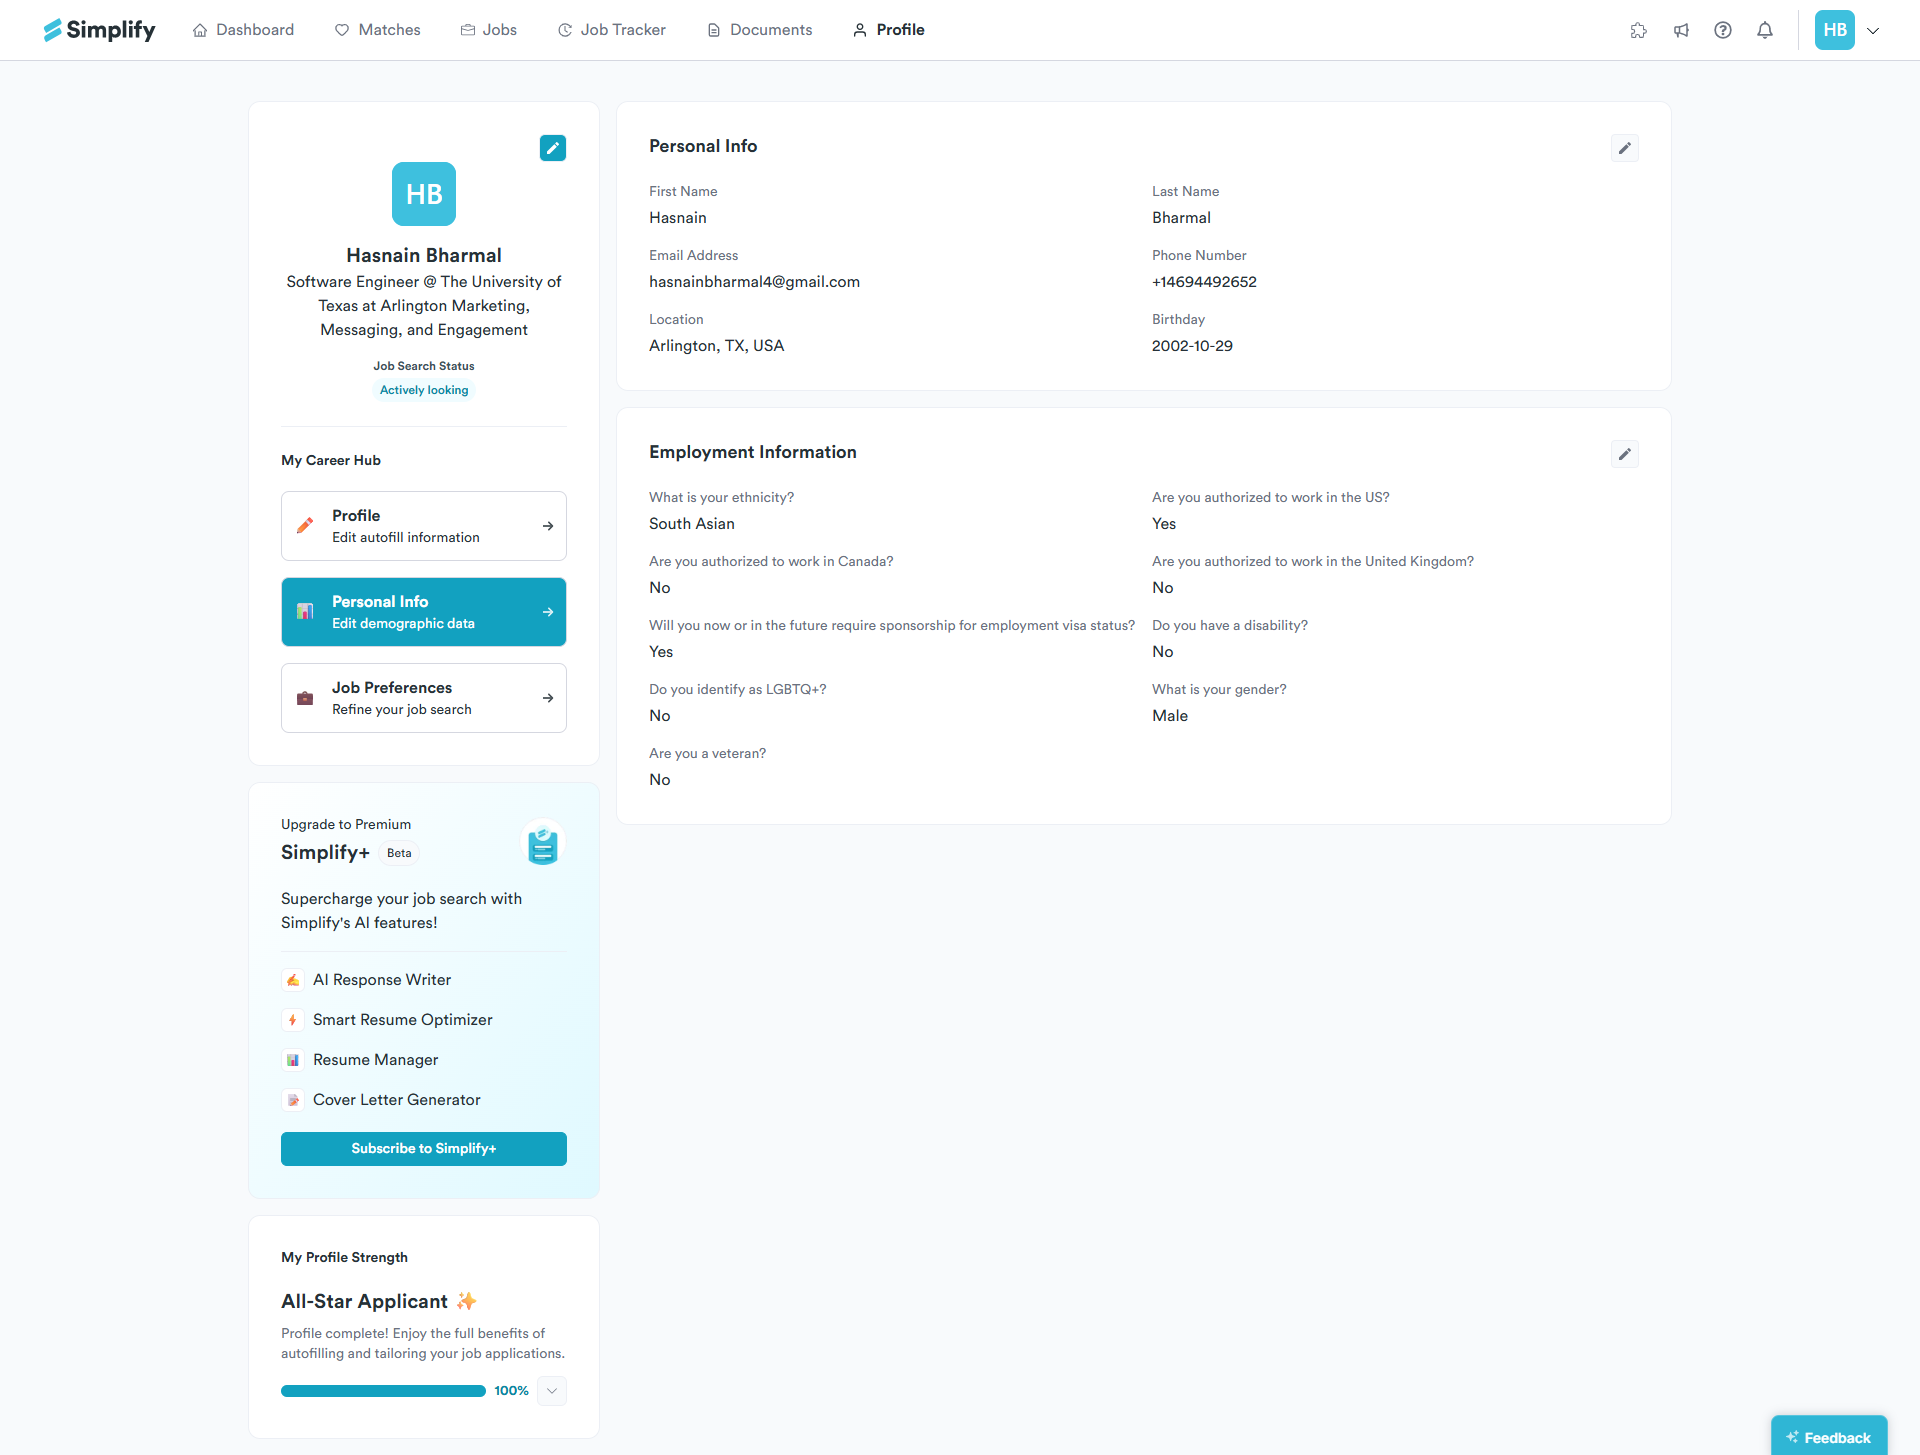 Simplify
Dashboard
Matches
Jobs
Job Tracker
Documents
Profile
HB
HB
Hasnain Bharmal
Software Engineer @ The University of
Texas at Arlington Marketing,
Messaging, and Engagement
Job Search Status
Actively looking
My Career Hub
Profile
Edit autofill information
Personal Info
Edit demographic data
Job Preferences
Refine your job search
Upgrade to Premium
Simplify+ Beta
Supercharge your job search with
Simplify's AI features!
AI Response Writer
Smart Resume Optimizer
Resume Manager
Cover Letter Generator
Subscribe to Simplify+
My Profile Strength
All-Star Applicant ✨
Profile complete! Enjoy the full benefits of
autofilling and tailoring your job applications.
100%
Personal Info
First Name
Hasnain
Last Name
Bharmal
Email Address
hasnainbharmal4@gmail.com
Phone Number
+14694492652
Location
Arlington, TX, USA
Birthday
2002-10-29
Employment Information
What is your ethnicity?
South Asian
Are you authorized to work in the US?
Yes
Are you authorized to work in Canada?
No
Are you authorized to work in the United Kingdom?
No
Will you now or in the future require sponsorship for employment visa status?
Yes
Do you have a disability?
No
Do you identify as LGBTQ+?
No
What is your gender?
Male
Are you a veteran?
No
Feedback